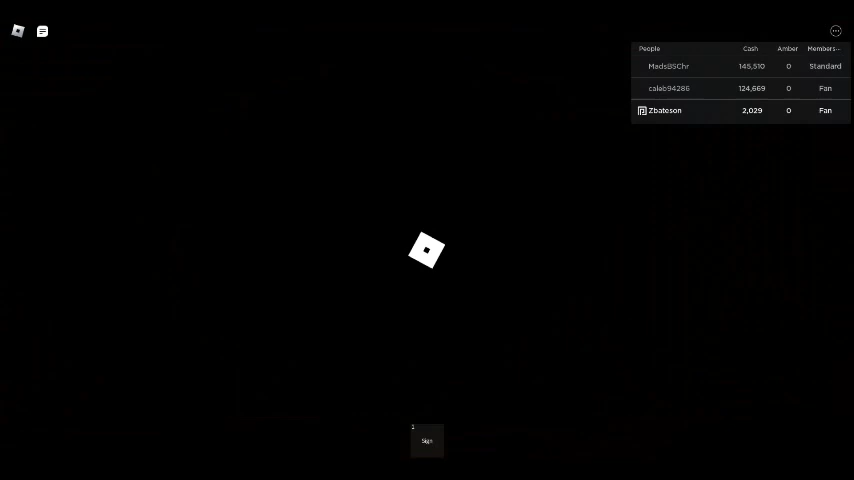 People Cash Amber Members...
MadsBSChr 145,510 0 Standard
caleb94286 124,669 0 Fan
Zbateson 2,029 0 Fan
1
Sign